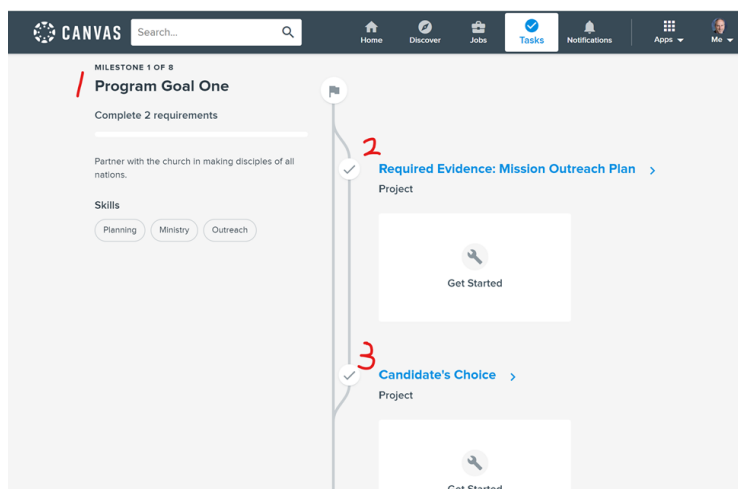 CANVAS
Search...
Home
Discover
Jobs
Tasks
Notifications
Apps
Me
MILESTONE 1 OF 8
1
Program Goal One
Complete 2 requirements
Partner with the church in making disciples of all
nations.
Skills
Planning
Ministry
Outreach
2
Required Evidence: Mission Outreach Plan
Project
Get Started
3
Candidate's Choice
Project
Get Started